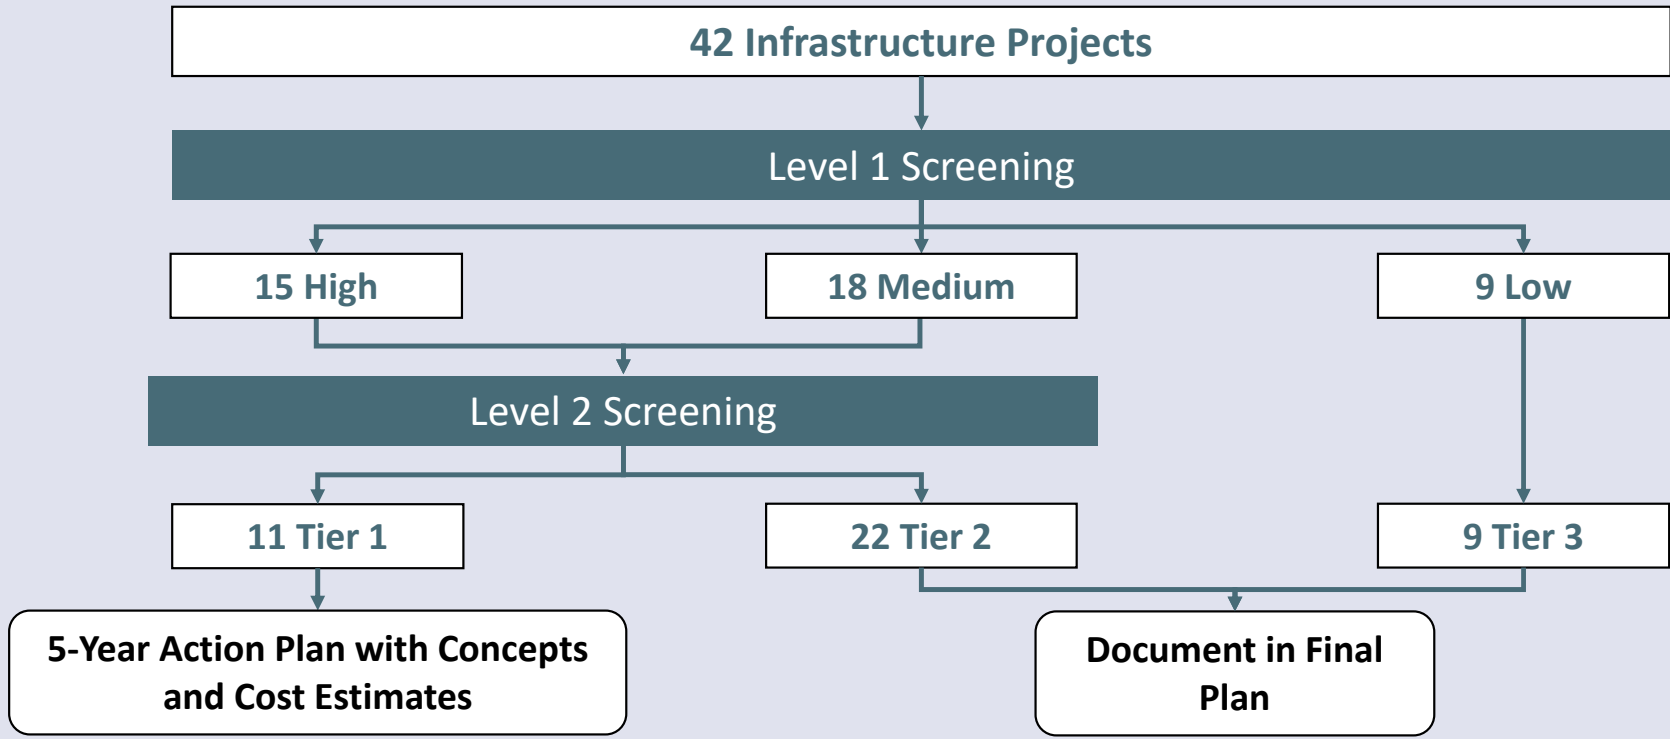 42 Infrastructure Projects
Level 1 Screening
15 High
18 Medium
9 Low
Level 2 Screening
11 Tier 1
22 Tier 2
9 Tier 3
5-Year Action Plan with Concepts
and Cost Estimates
Document in Final
Plan